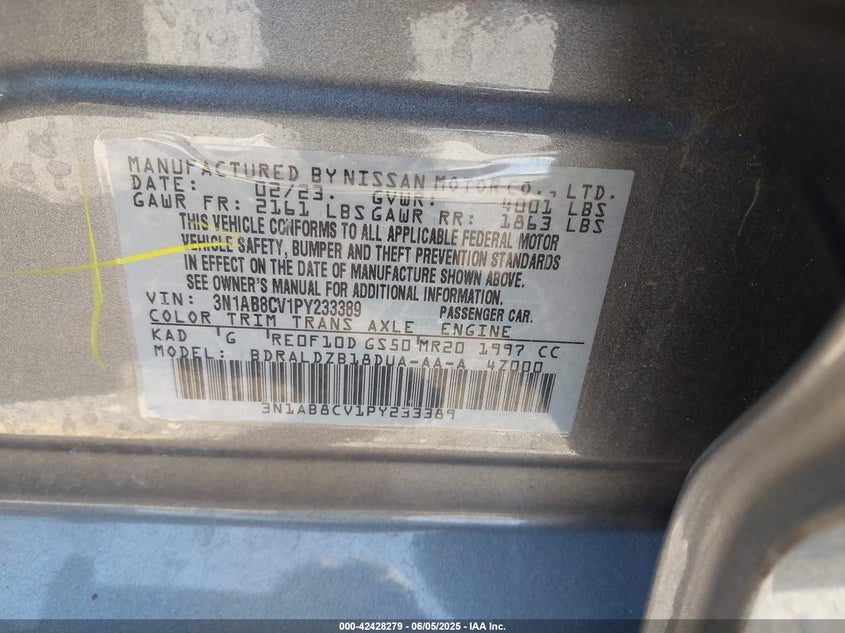 MANUFACTURED BY NISSAN MOTOR CO., LTD.
DATE: 02/23. GVWR: 4001 LBS
GAWR FR: 2161 LBS GAWR RR: 1863 LBS
THIS VEHICLE CONFORMS TO ALL APPLICABLE FEDERAL MOTOR
VEHICLE SAFETY, BUMPER AND THEFT PREVENTION STANDARDS
IN EFFECT ON THE DATE OF MANUFACTURE SHOWN ABOVE.
SEE OWNER'S MANUAL FOR ADDITIONAL INFORMATION.
VIN: 3N1AB8CV1PY233389 PASSENGER CAR.
COLOR TRIM TRANS AXLE ENGINE
KAD G RE0F10D GS50 MR20 1997 CC
MODEL: BDRALDZB18DUA-AA-A 4Z000
3N1AB8CV1PY233389
000-42428279 - 06/05/2025 - IAA Inc.